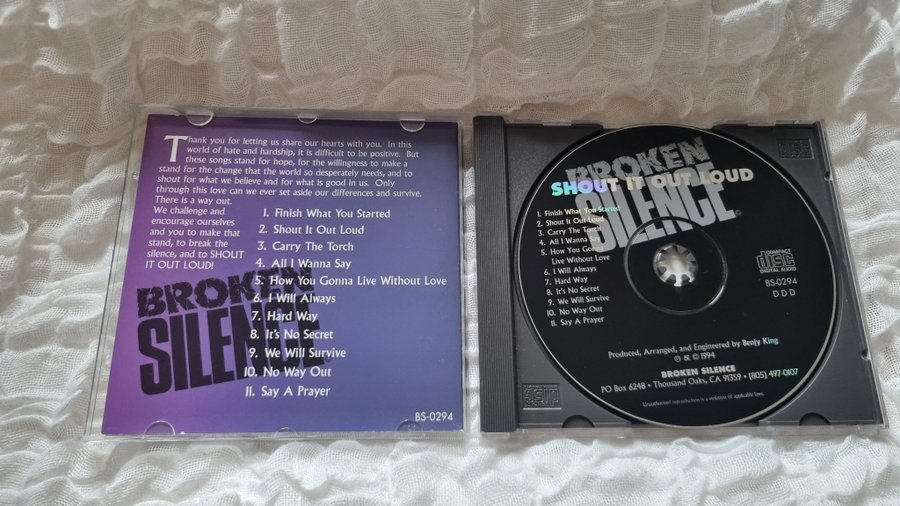 Thank you for letting us share our hearts with you. In this
world of hate and hardship, it is difficult to be positive. But
these songs stand for hope, for the willingness to make a
stand for the change that the world so desperately needs, and to
shout for what we believe and for what is good in us. Only
through this love can we ever set aside our differences and survive.
There is a way out.
We challenge and
encourage ourselves
and you to make that
stand, to break the
silence, and to SHOUT
IT OUT LOUD!
1. Finish What You Started
2. Shout It Out Loud
3. Carry The Torch
4. All I Wanna Say
5. How You Gonna Live Without Love
6. I Will Always
7. Hard Way
8. It's No Secret
9. We Will Survive
10. No Way Out
11. Say A Prayer
BROKEN
SILENCE
BS-0294
BROKEN
SILENCE
SHOUT IT OUT LOUD
1. Finish What You Started
2. Shout It Out Loud
3. Carry The Torch
4. All I Wanna Say
5. How You Gonna
Live Without Love
6. I Will Always
7. Hard Way
8. It's No Secret
9. We Will Survive
10. No Way Out
11. Say A Prayer
COMPACT
disc
DIGITAL AUDIO
BS-0294
D D D
Produced, Arranged, and Engineered by Benjy King
℗ & © 1994
BROKEN SILENCE
PO Box 6248 • Thousand Oaks, CA 91359 • (805) 497-0107
Unauthorized reproduction is a violation of applicable laws.